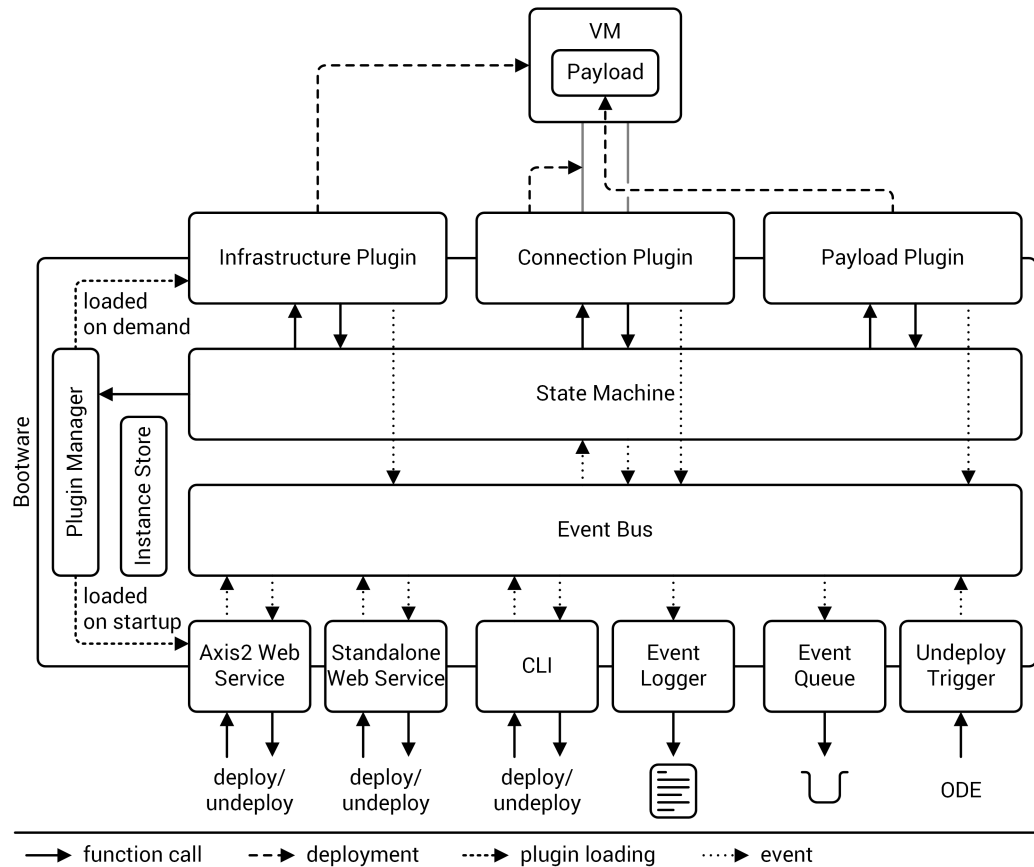 VM
Payload
Infrastructure Plugin
Connection Plugin
Payload Plugin
loaded
on demand
State Machine
Bootware
Plugin Manager
Instance Store
Event Bus
loaded
on startup
Axis2 Web
Service
Standalone
Web Service
CLI
Event
Logger
Event
Queue
Undeploy
Trigger
deploy/
undeploy
deploy/
undeploy
deploy/
undeploy
ODE
function call
deployment
plugin loading
event